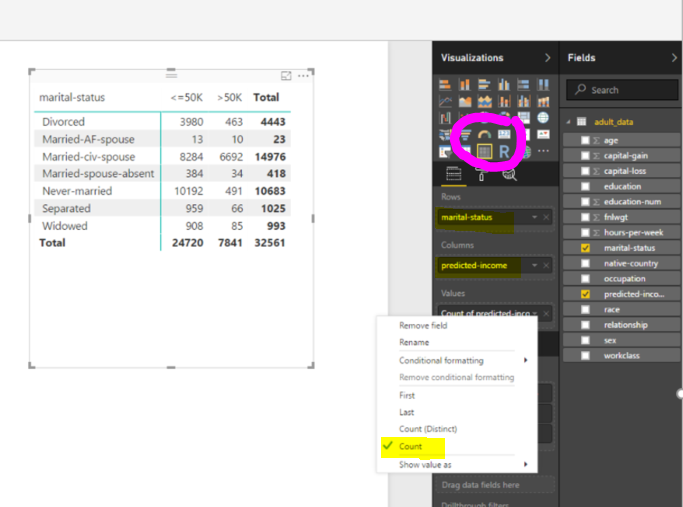 Visualizations
Fields
Search
adult_data
age
capital-gain
capital-loss
education
education-num
fnlwgt
hours-per-week
marital-status
native-country
occupation
predicted-inco...
race
relationship
sex
workclass
marital-status <=50K >50K Total
Divorced 3980 463 4443
Married-AF-spouse 13 10 23
Married-civ-spouse 8284 6692 14976
Married-spouse-absent 384 34 418
Never-married 10192 491 10683
Separated 959 66 1025
Widowed 908 85 993
Total 24720 7841 32561
R
Rows
marital-status
Columns
predicted-income
Values
Count of predicted-inco
Remove field
Rename
Conditional formatting
Remove conditional formatting
First
Last
Count (Distinct)
Count
Show value as
Drag data fields here
Drillthrough filters